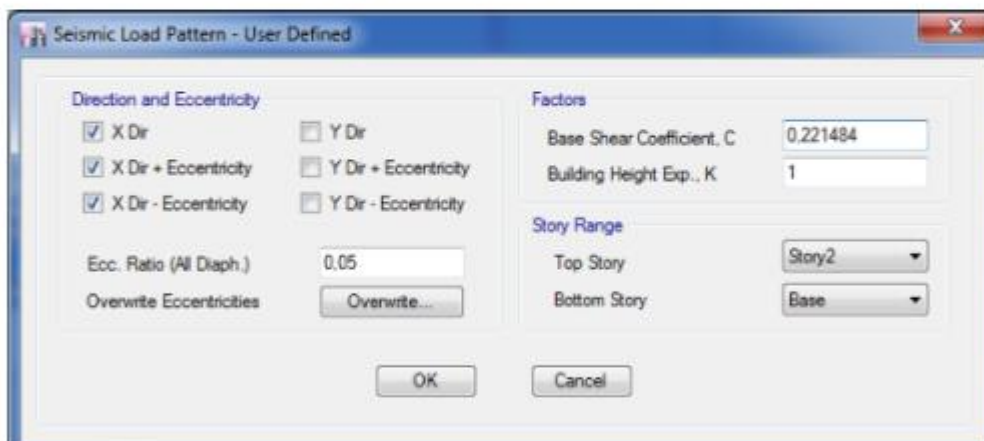 Seismic Load Pattern - User Defined
Direction and Eccentricity
X Dir
Y Dir
X Dir + Eccentricity
Y Dir + Eccentricity
X Dir - Eccentricity
Y Dir - Eccentricity
Ecc. Ratio (All Diaph.)
0,05
Overwrite Eccentricities
Overwrite...
Factors
Base Shear Coefficient, C
0,221484
Building Height Exp., K
1
Story Range
Top Story
Story2
Bottom Story
Base
OK
Cancel